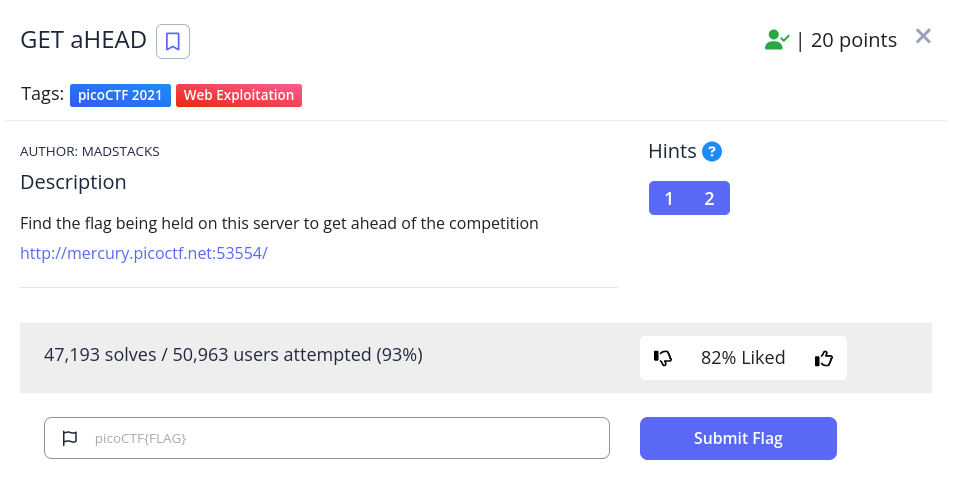 GET aHEAD
| 20 points
Tags: picoCTF 2021 Web Exploitation
AUTHOR: MADSTACKS
Description
Find the flag being held on this server to get ahead of the competition
http://mercury.picoctf.net:53554/
Hints ?
1 2
47,193 solves / 50,963 users attempted (93%)
82% Liked
picoCTF{FLAG}
Submit Flag